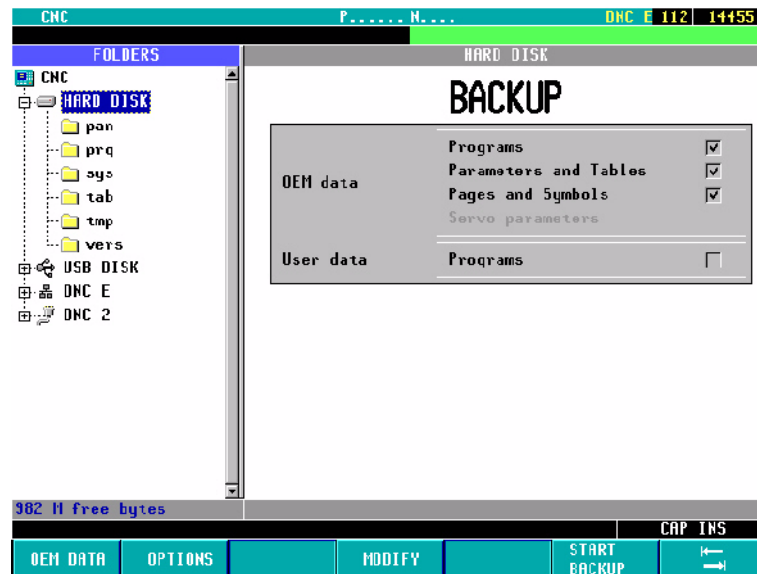 CNC P...... N.... DNC E 112 14455
FOLDERS
HARD DISK
CNC
HARD DISK
pan
prg
sys
tab
tmp
vers
USB DISK
DNC E
DNC 2
BACKUP
OEM data
Programs
Parameters and Tables
Pages and Symbols
Servo parameters
User data
Programs
982 M free bytes
CAP INS
OEM DATA OPTIONS MODIFY START BACKUP